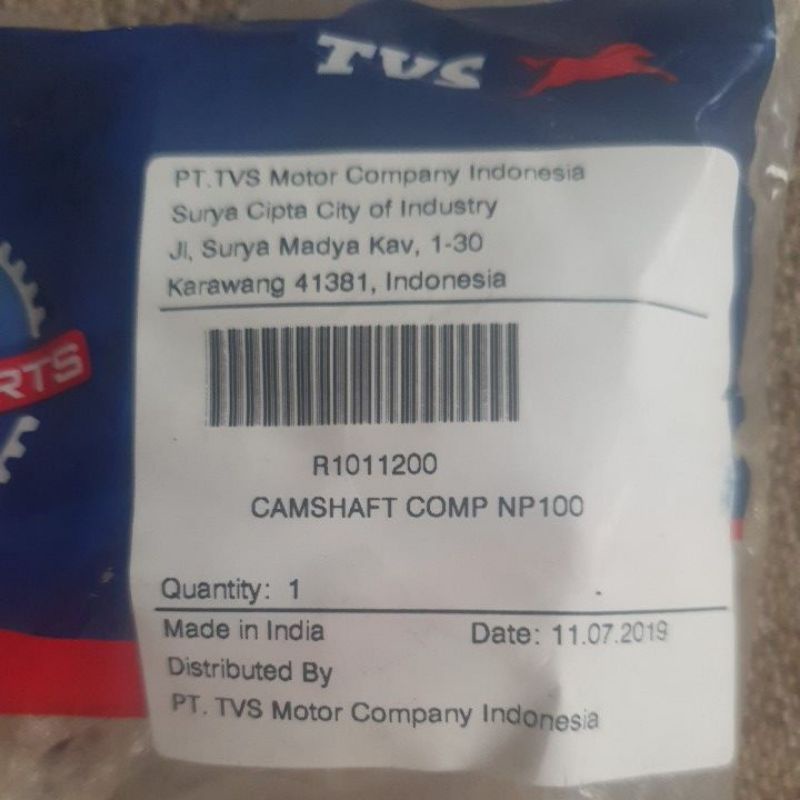 TVS
PT.TVS Motor Company Indonesia
Surya Cipta City of Industry
Jl, Surya Madya Kav, 1-30
Karawang 41381, Indonesia
RTS
R1011200
CAMSHAFT COMP NP100
Quantity: 1
Made in India Date: 11.07.2019
Distributed By
PT. TVS Motor Company Indonesia